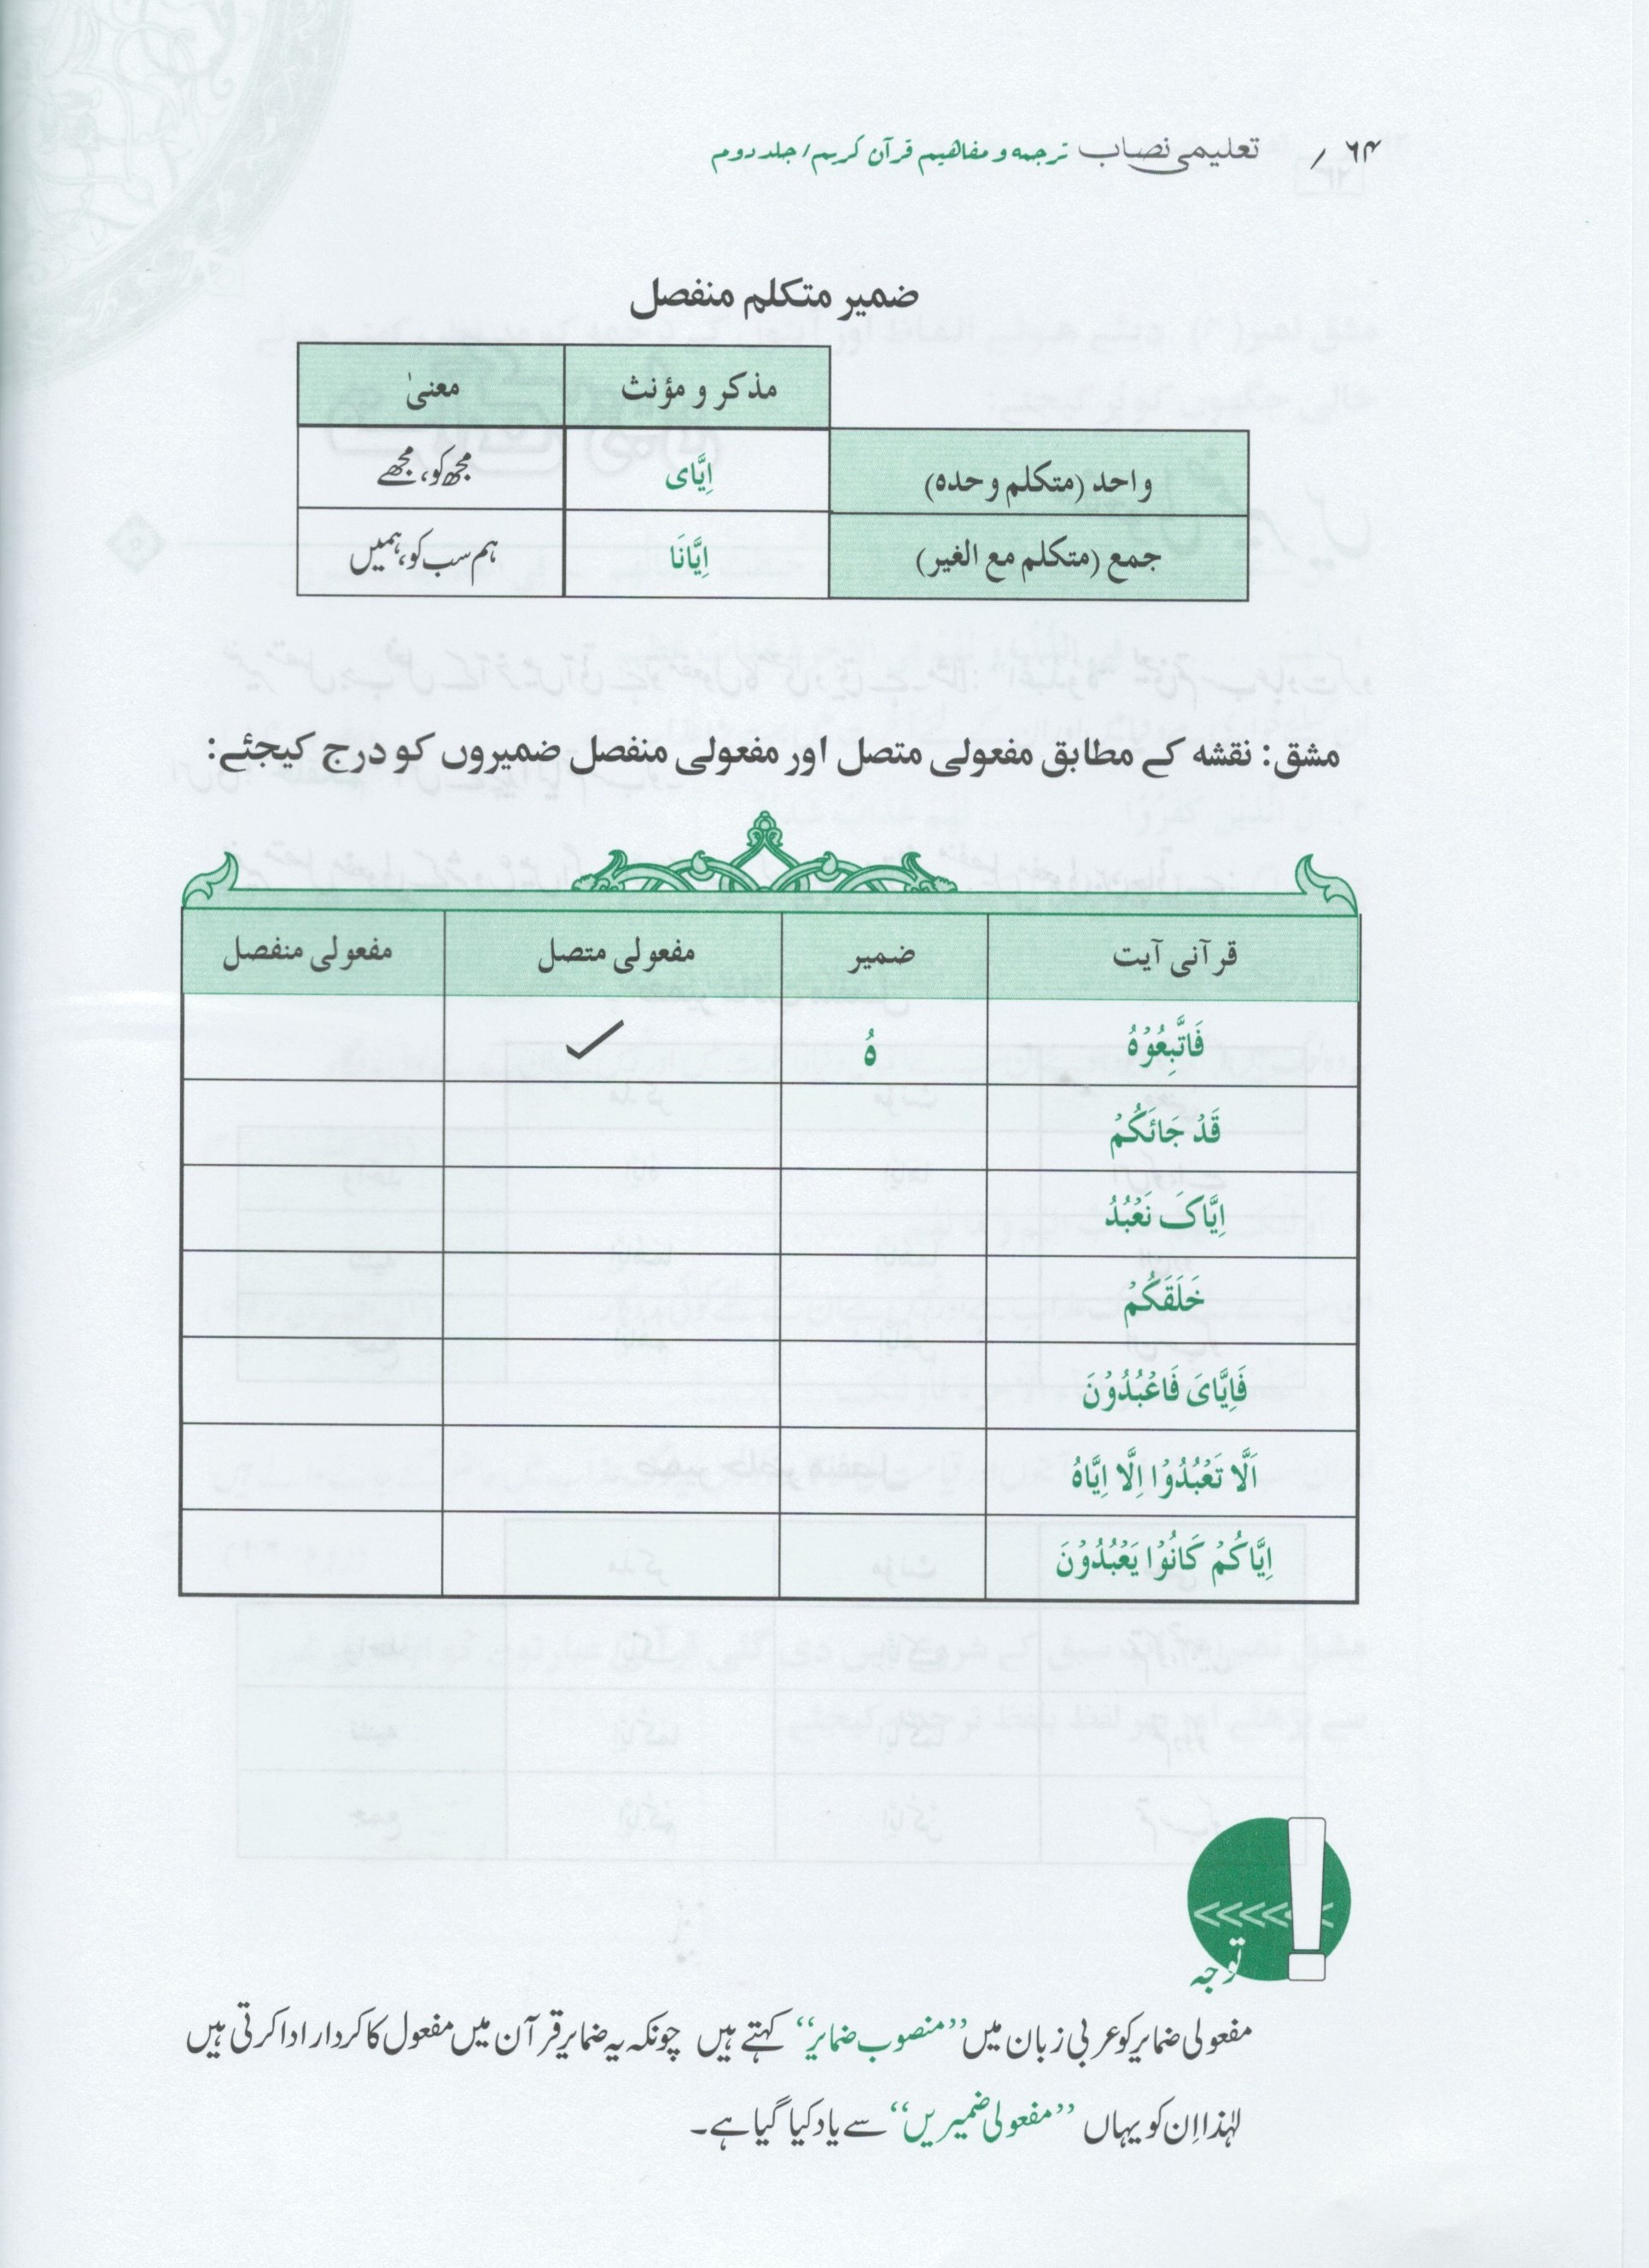 ۶۴ / تعلیمی نصاب ترجمہ و مفاهیم قرآن کریم / جلد دوم
ضمیر متکلم منفصل
مذکر و مؤنث معنیٰ
واحد (متکلم وحدہ) اِیَّای مجھ کو، مجھے
جمع (متکلم مع الغیر) اِیَّانَا ہم سب کو، ہمیں
مشق: نقشہ کے مطابق مفعولی متصل اور مفعولی منفصل ضمیروں کو درج کیجئے:
قرآنی آیت ضمیر مفعولی متصل مفعولی منفصل
فَاتَّبِعُوْهُ هُ ✓
قَدْ جَائَکُمْ
اِیَّاکَ نَعْبُدُ
خَلَقَکُمْ
فَاِیَّایَ فَاعْبُدُوْنَ
اَلَّا تَعْبُدُوْا اِلَّا اِیَّاهُ
اِیَّاکُمْ کَانُوْا یَعْبُدُوْنَ
توجہ
مفعولی ضمایر کو عربی زبان میں ”منصوب ضمایر“ کہتے ہیں چونکہ یہ ضمایر قرآن میں مفعول کا کردار ادا کرتی ہیں
لہٰذا اِن کو یہاں ”مفعولی ضمیریں“ سے یاد کیا گیا ہے۔